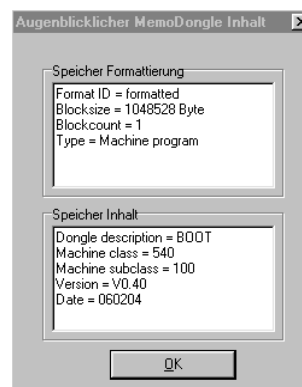 Augenblicklicher MemoDongle Inhalt
Speicher Formattierung
Format ID = formatted
Blocksize = 1048528 Byte
Blockcount = 1
Type = Machine program
Speicher Inhalt
Dongle description = BOOT
Machine class = 540
Machine subclass = 100
Version = V0.40
Date = 060204
OK